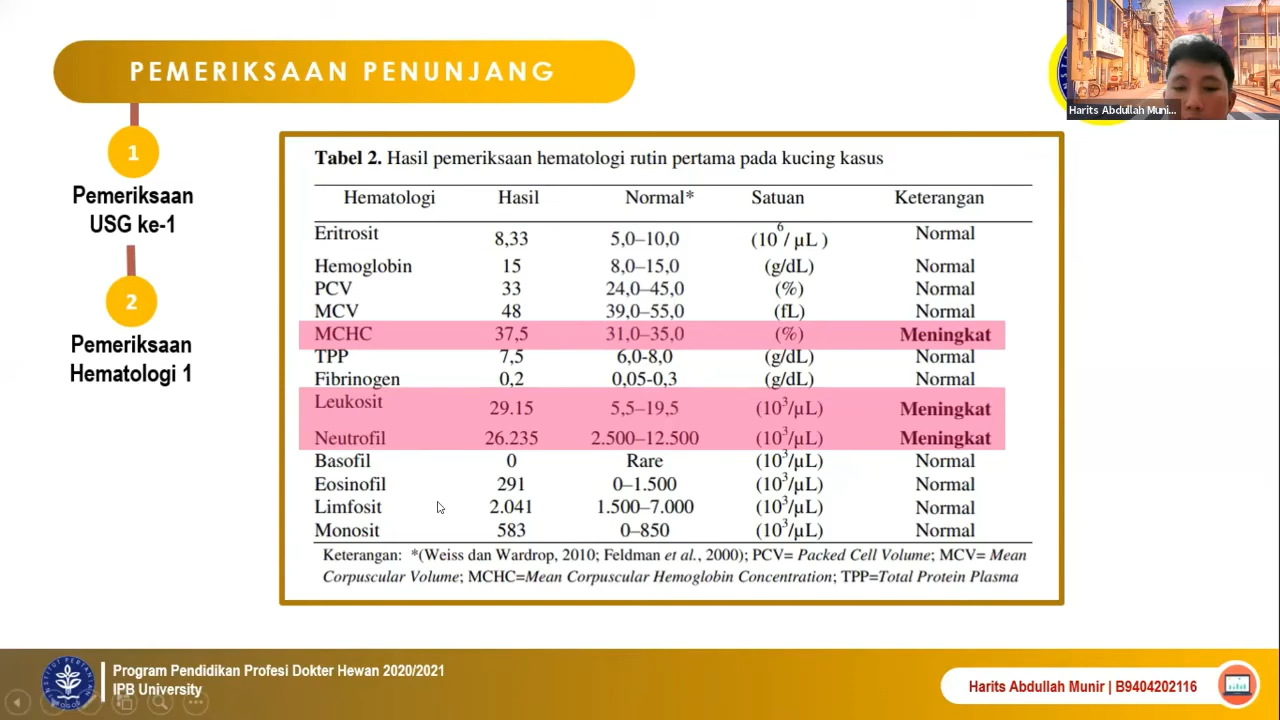 PEMERIKSAAN PENUNJANG
Harits Abdullah Muni...
1
Pemeriksaan
USG ke-1
2
Pemeriksaan
Hematologi 1
Tabel 2. Hasil pemeriksaan hematologi rutin pertama pada kucing kasus
Hematologi Hasil Normal* Satuan Keterangan
Eritrosit 8,33 5,0–10,0 (10⁶/ µL ) Normal
Hemoglobin 15 8,0–15,0 (g/dL) Normal
PCV 33 24,0–45,0 (%) Normal
MCV 48 39,0–55,0 (fL) Normal
MCHC 37,5 31,0–35,0 (%) Meningkat
TPP 7,5 6,0-8,0 (g/dL) Normal
Fibrinogen 0,2 0,05-0,3 (g/dL) Normal
Leukosit 29.15 5,5–19,5 (10³/µL) Meningkat
Neutrofil 26.235 2.500–12.500 (10³/µL) Meningkat
Basofil 0 Rare (10³/µL) Normal
Eosinofil 291 0–1.500 (10³/µL) Normal
Limfosit 2.041 1.500–7.000 (10³/µL) Normal
Monosit 583 0–850 (10³/µL) Normal
Keterangan: *(Weiss dan Wardrop, 2010; Feldman et al., 2000); PCV= Packed Cell Volume; MCV= Mean
Corpuscular Volume; MCHC=Mean Corpuscular Hemoglobin Concentration; TPP=Total Protein Plasma
Program Pendidikan Profesi Dokter Hewan 2020/2021
IPB University
Harits Abdullah Munir | B9404202116